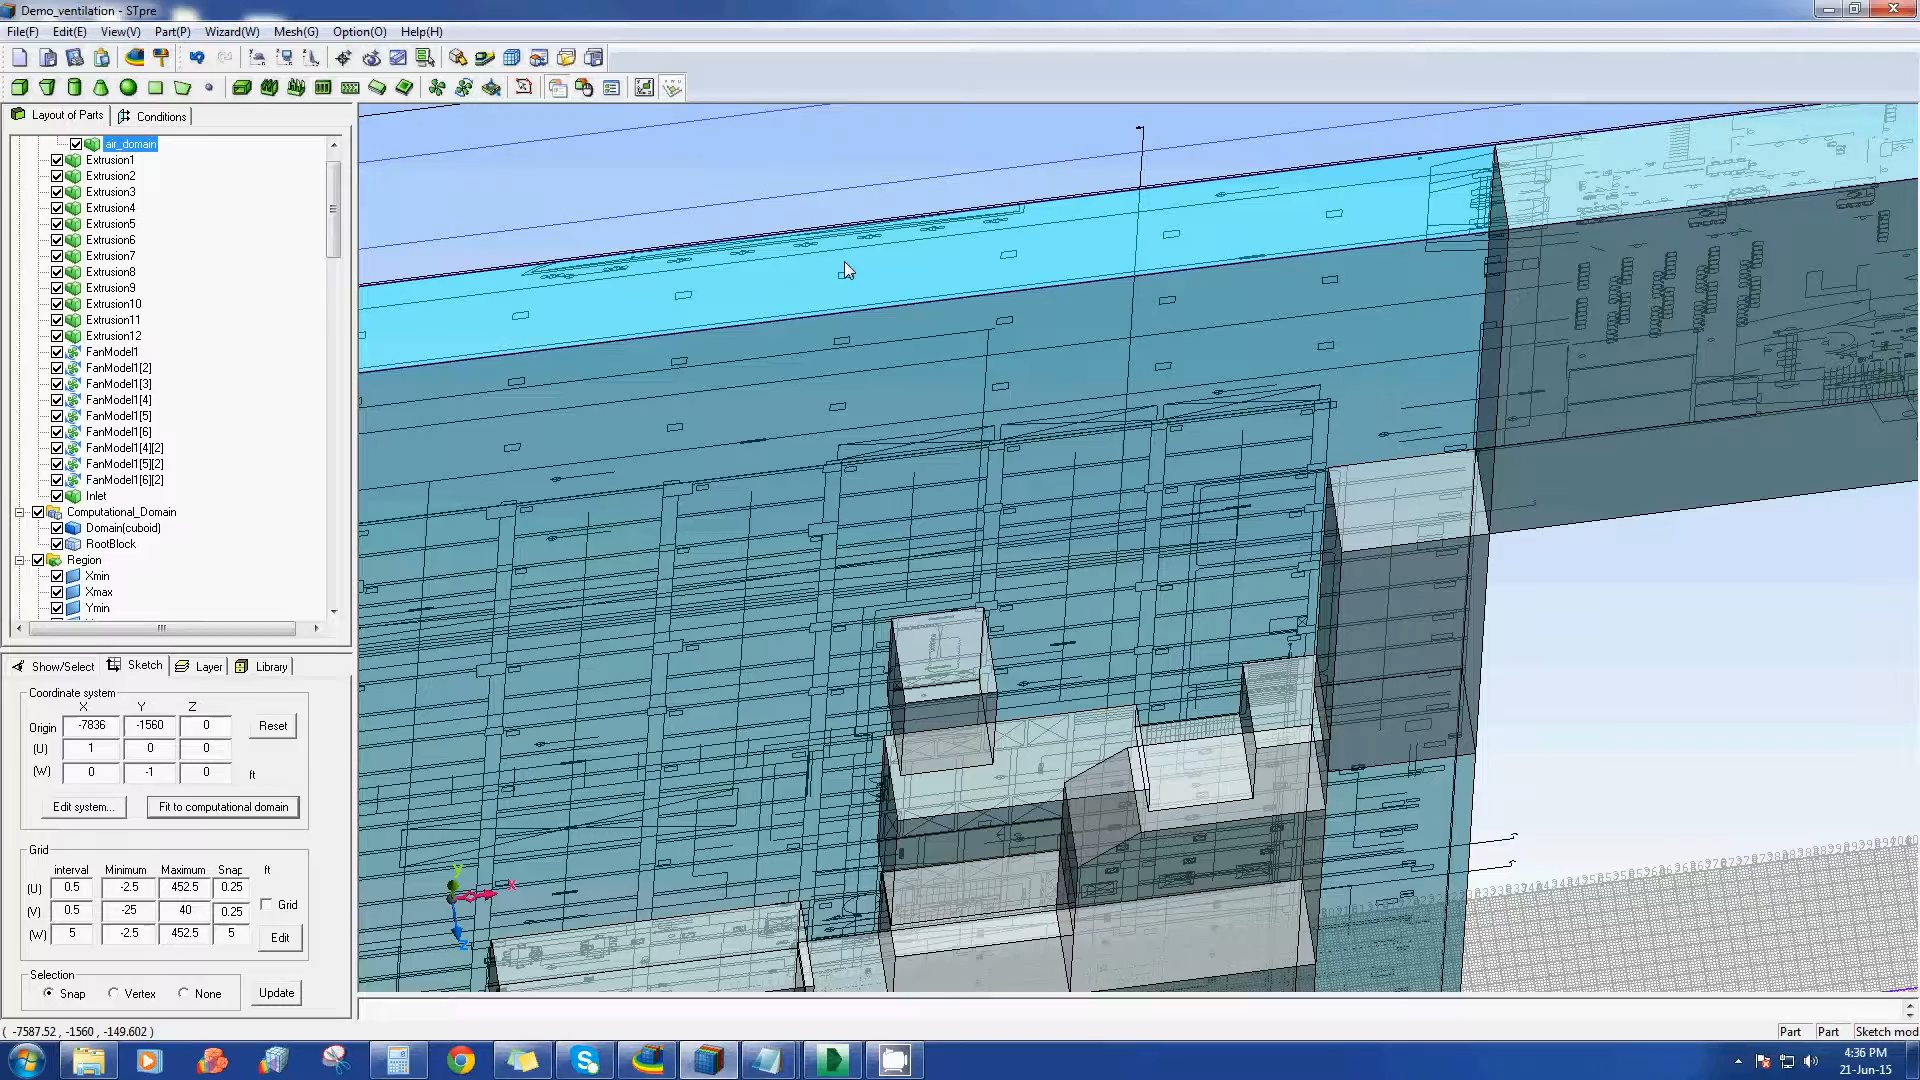 Demo_ventilation - STpre
File(F) Edit(E) View(V) Part(P) Wizard(W) Mesh(G) Option(O) Help(H)
Layout of Parts Conditions
air_domain
Extrusion1
Extrusion2
Extrusion3
Extrusion4
Extrusion5
Extrusion6
Extrusion7
Extrusion8
Extrusion9
Extrusion10
Extrusion11
Extrusion12
FanModel1
FanModel1[2]
FanModel1[3]
FanModel1[4]
FanModel1[5]
FanModel1[6]
FanModel1[4][2]
FanModel1[5][2]
FanModel1[6][2]
Inlet
Computational_Domain
Domain(cuboid)
RootBlock
Region
Xmin
Xmax
Ymin
Show/Select Sketch Layer Library
Coordinate system
X Y Z
Origin -7836 -1560 0 Reset
(U) 1 0 0
(W) 0 -1 0 ft
Edit system... Fit to computational domain
Grid
interval Minimum Maximum Snap ft
(U) 0.5 -2.5 452.5 0.25
(V) 0.5 -25 40 0.25 Grid
(W) 5 -2.5 452.5 5 Edit
Selection
Snap Vertex None Update
y
x
z
( -7587.52 , -1560 , -149.602 )
Part Part Sketch mod
4:36 PM
21-Jun-15